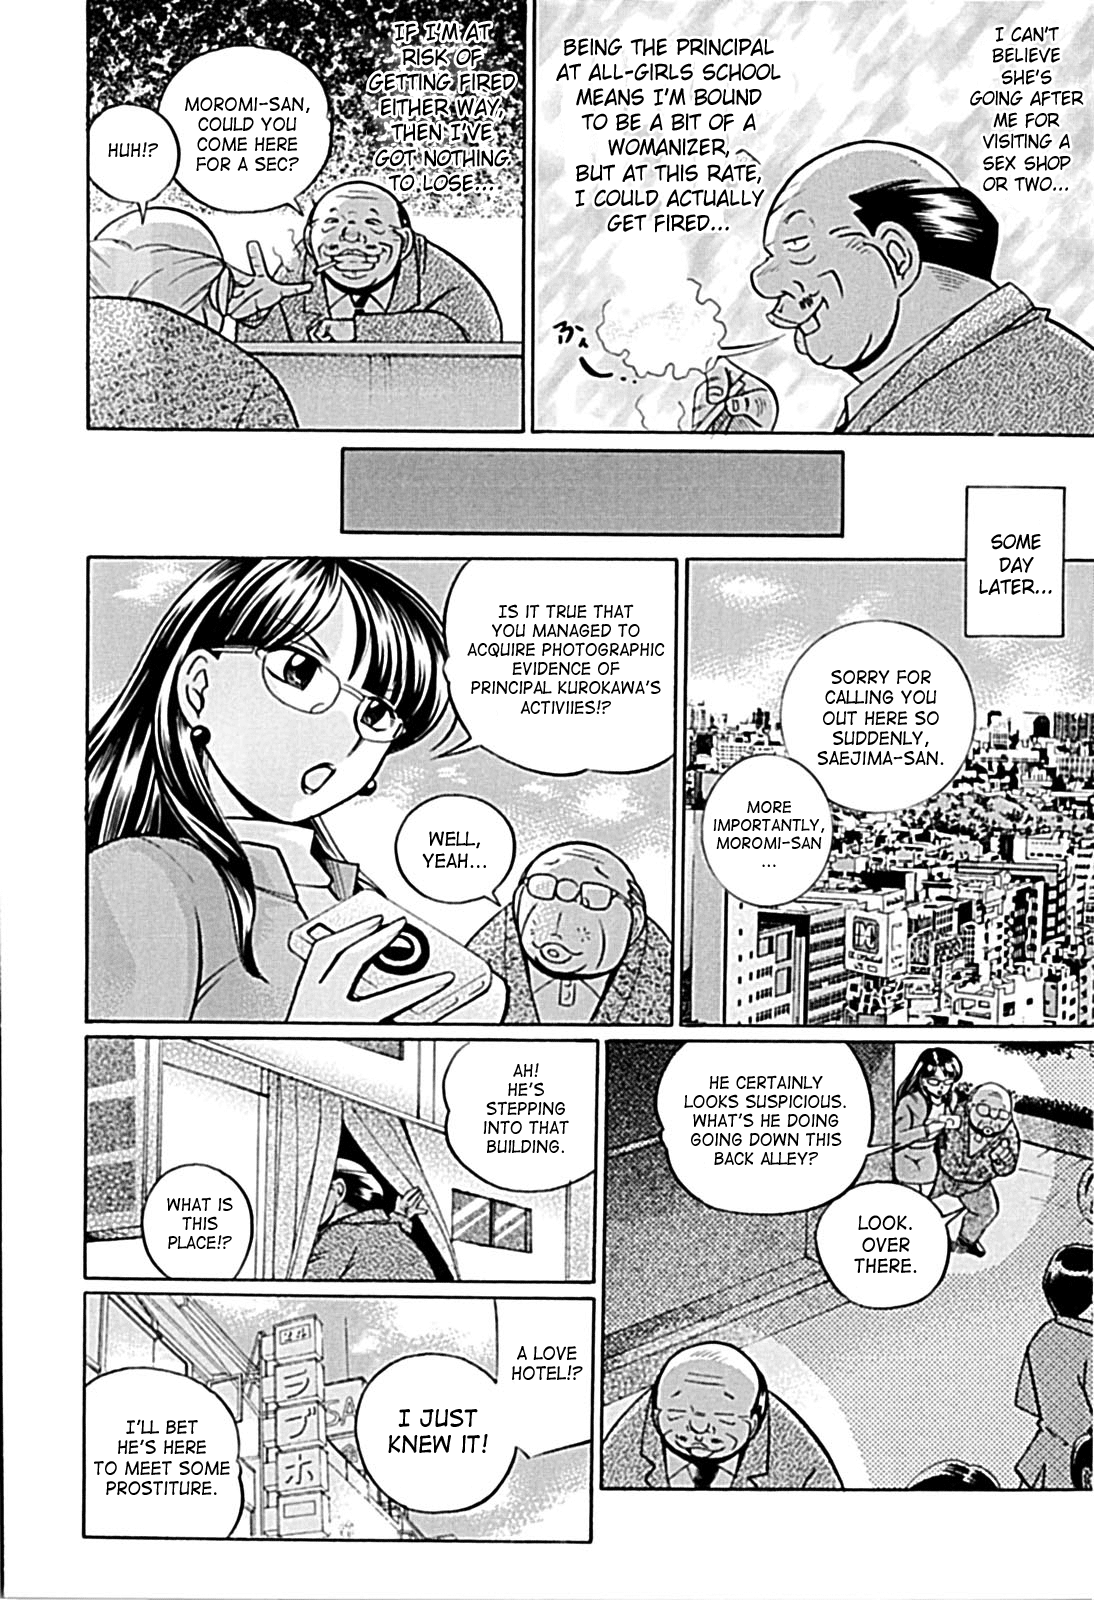 I CAN'T
BELIEVE
SHE'S
GOING AFTER
ME FOR
VISITING A
SEX SHOP
OR TWO...
BEING THE PRINCIPAL
AT ALL-GIRLS SCHOOL
MEANS I'M BOUND
TO BE A BIT OF A
WOMANIZER,
BUT AT THIS RATE,
I COULD ACTUALLY
GET FIRED...
ふぅ
IF I'M AT
RISK OF
GETTING FIRED
EITHER WAY,
THEN I'VE
GOT NOTHING
TO LOSE...
MOROMI-SAN,
COULD YOU
COME HERE
FOR A SEC?
HUH!?
SOME
DAY
LATER...
SORRY FOR
CALLING YOU
OUT HERE SO
SUDDENLY,
SAEJIMA-SAN.
MORE
IMPORTANTLY,
MOROMI-SAN
...
IS IT TRUE THAT
YOU MANAGED TO
ACQUIRE PHOTOGRAPHIC
EVIDENCE OF
PRINCIPAL KUROKAWA'S
ACTIVIIES!?
WELL,
YEAH...
HE CERTAINLY
LOOKS SUSPICIOUS.
WHAT'S HE DOING
GOING DOWN THIS
BACK ALLEY?
LOOK.
OVER
THERE.
AH!
HE'S
STEPPING
INTO THAT
BUILDING.
WHAT IS
THIS
PLACE!?
A LOVE
HOTEL!?
I JUST
KNEW IT!
ラブホ
SA
I'LL BET
HE'S HERE
TO MEET SOME
PROSTITURE.